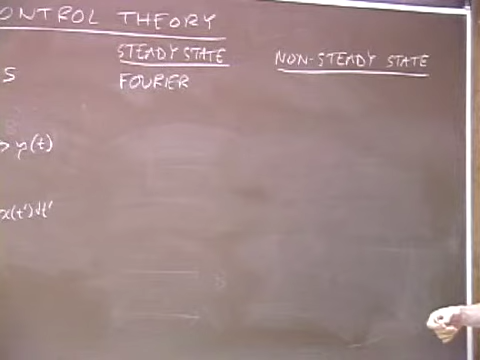 ONTROL THEORY
STEADY STATE
NON-STEADY STATE
S
FOURIER
> y(t)
x(t')dt'